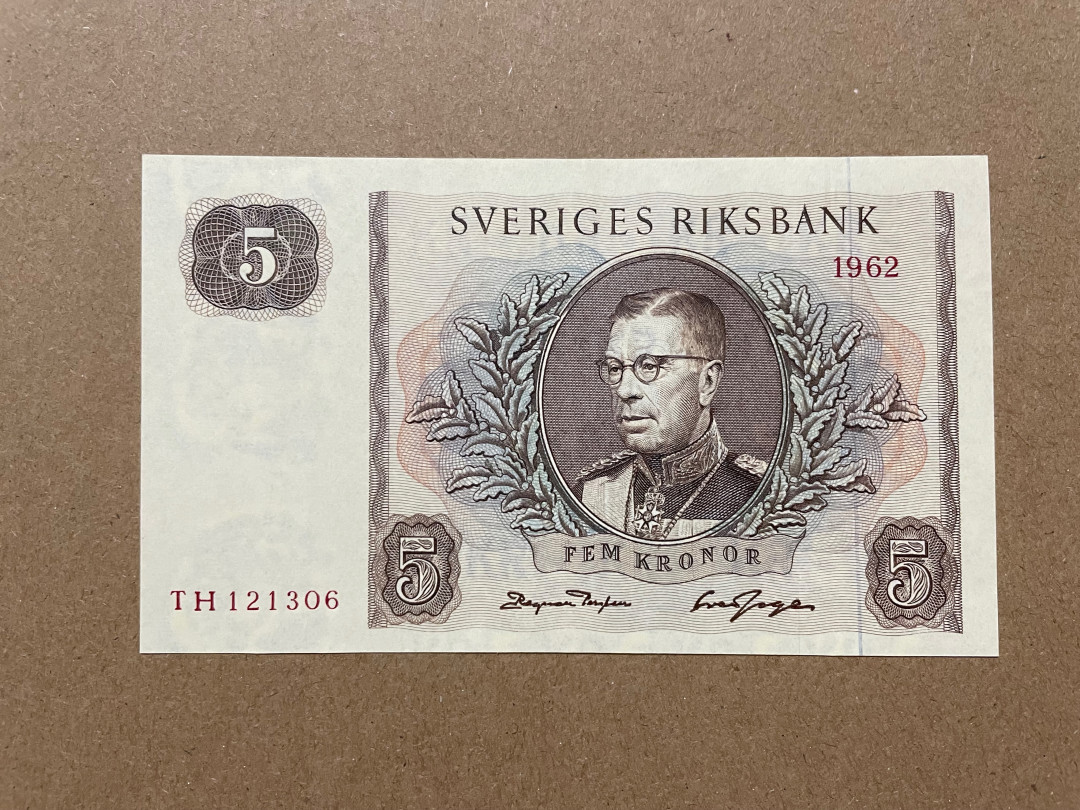 5
SVERIGES RIKSBANK
1962
FEM KRONOR
5
5
TH 121306